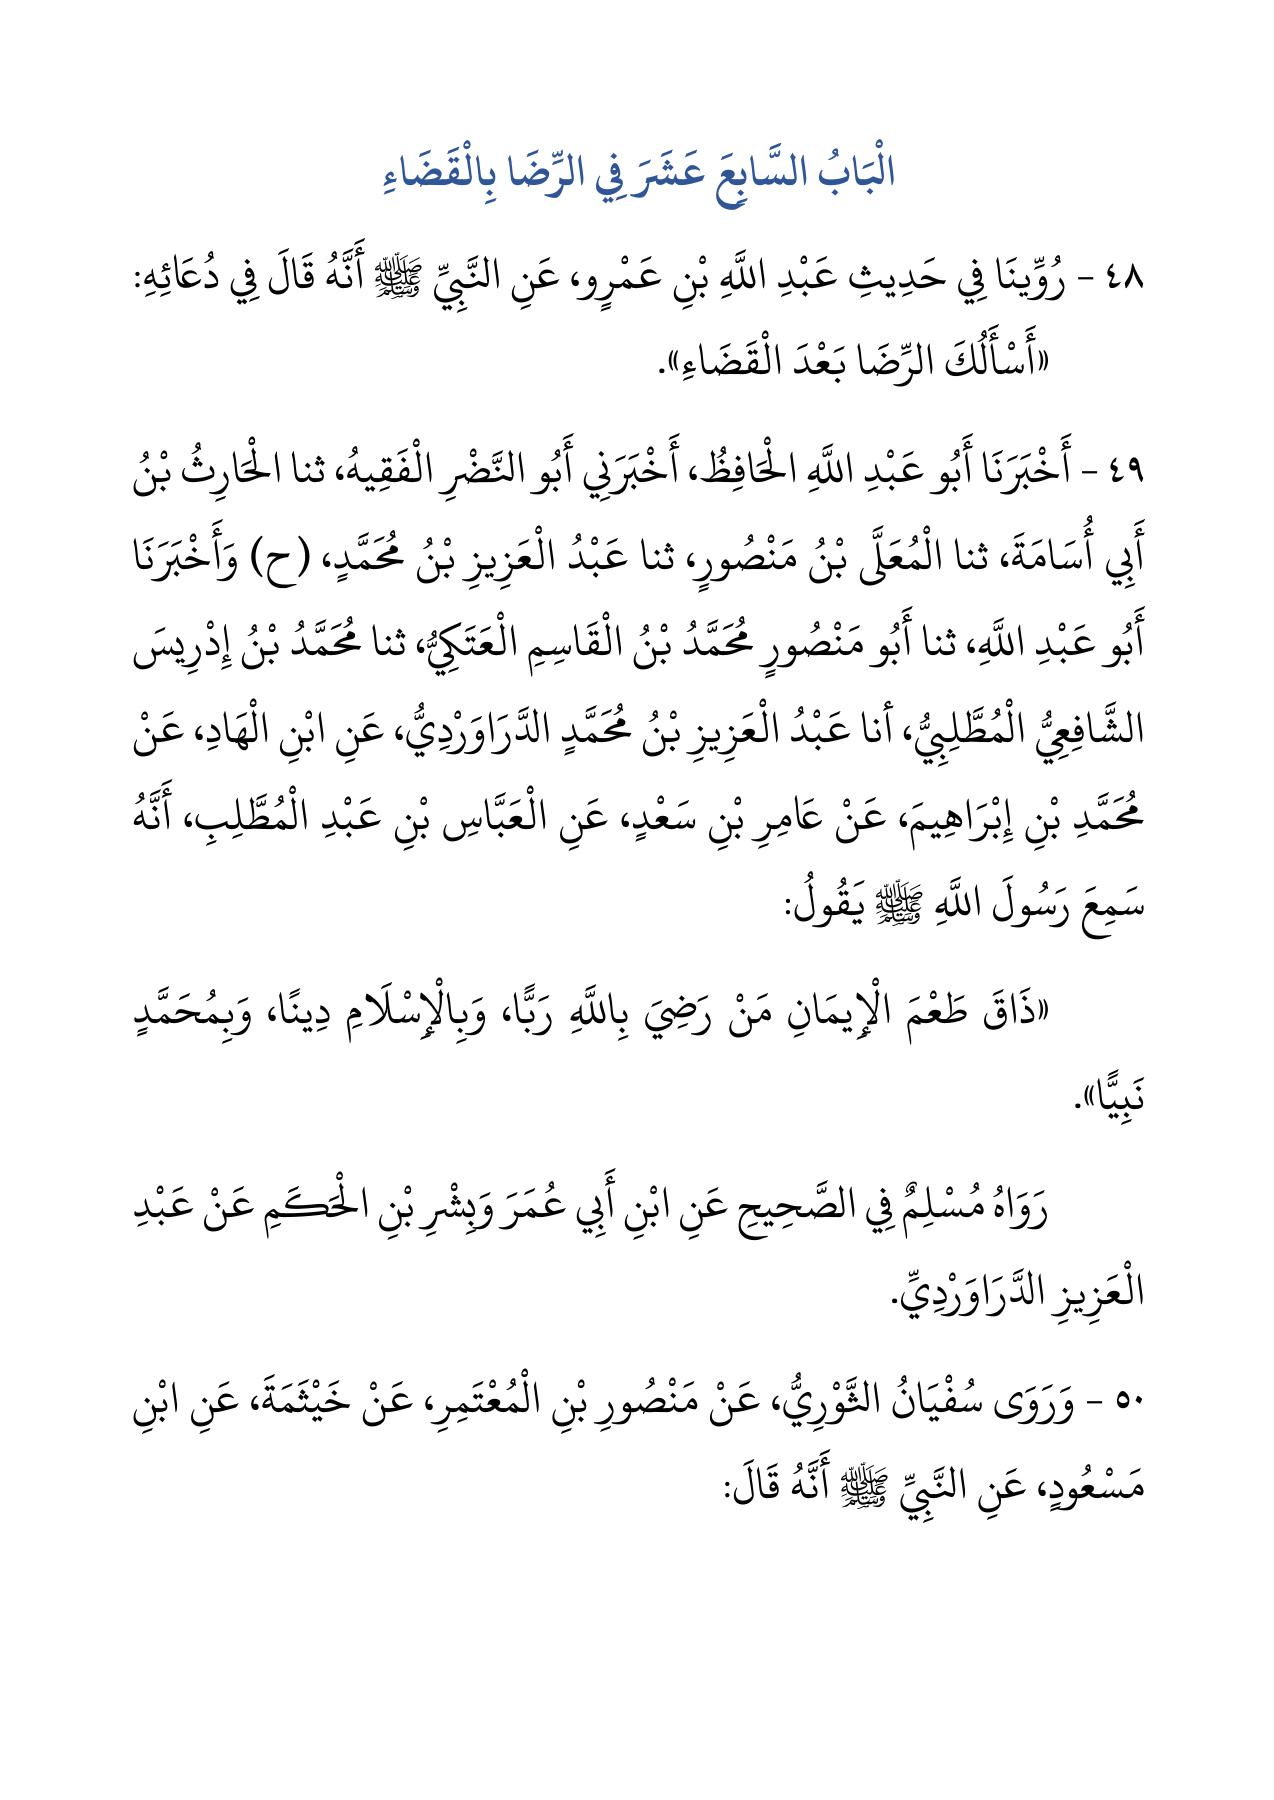 الْبَابُ السَّابِعَ عَشَرَ فِي الرِّضَا بِالْقَضَاءِ
٤٨ - رُوِّينَا فِي حَدِيثِ عَبْدِ اللَّهِ بْنِ عَمْرٍو، عَنِ النَّبِيِّ ﷺ أَنَّهُ قَالَ فِي دُعَائِهِ:
«أَسْأَلُكَ الرِّضَا بَعْدَ الْقَضَاءِ».
٤٩ - أَخْبَرَنَا أَبُو عَبْدِ اللَّهِ الْحَافِظُ، أَخْبَرَنِي أَبُو النَّضْرِ الْفَقِيهُ، ثنا الْحَارِثُ بْنُ
أَبِي أُسَامَةَ، ثنا الْمُعَلَّى بْنُ مَنْصُورٍ، ثنا عَبْدُ الْعَزِيزِ بْنُ مُحَمَّدٍ، (ح) وَأَخْبَرَنَا
أَبُو عَبْدِ اللَّهِ، ثنا أَبُو مَنْصُورٍ مُحَمَّدُ بْنُ الْقَاسِمِ الْعَتَكِيُّ، ثنا مُحَمَّدُ بْنُ إِدْرِيسَ
الشَّافِعِيُّ الْمُطَّلِبِيُّ، أنا عَبْدُ الْعَزِيزِ بْنُ مُحَمَّدٍ الدَّرَاوَرْدِيُّ، عَنِ ابْنِ الْهَادِ، عَنْ
مُحَمَّدِ بْنِ إِبْرَاهِيمَ، عَنْ عَامِرِ بْنِ سَعْدٍ، عَنِ الْعَبَّاسِ بْنِ عَبْدِ الْمُطَّلِبِ، أَنَّهُ
سَمِعَ رَسُولَ اللَّهِ ﷺ يَقُولُ:
«ذَاقَ طَعْمَ الْإِيمَانِ مَنْ رَضِيَ بِاللَّهِ رَبًّا، وَبِالْإِسْلَامِ دِينًا، وَبِمُحَمَّدٍ
نَبِيًّا».
رَوَاهُ مُسْلِمٌ فِي الصَّحِيحِ عَنِ ابْنِ أَبِي عُمَرَ وَبِشْرِ بْنِ الْحَكَمِ عَنْ عَبْدِ
الْعَزِيزِ الدَّرَاوَرْدِيِّ.
٥٠ - وَرَوَى سُفْيَانُ الثَّوْرِيُّ، عَنْ مَنْصُورِ بْنِ الْمُعْتَمِرِ، عَنْ خَيْثَمَةَ، عَنِ ابْنِ
مَسْعُودٍ، عَنِ النَّبِيِّ ﷺ أَنَّهُ قَالَ: